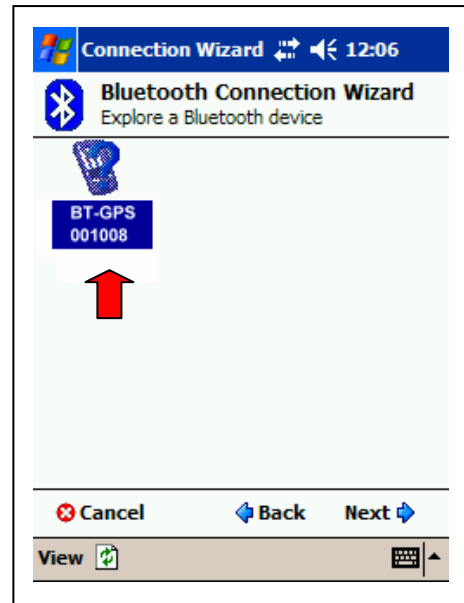 Connection Wizard 12:06
Bluetooth Connection Wizard
Explore a Bluetooth device
BT-GPS
001008
Cancel Back Next
View